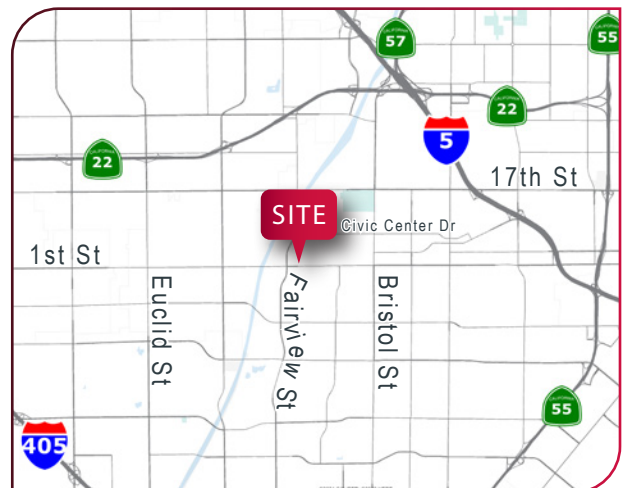 57
55
22
5
22
17th St
SITE
Civic Center Dr
1st St
Euclid St
Fairview St
Bristol St
55
405